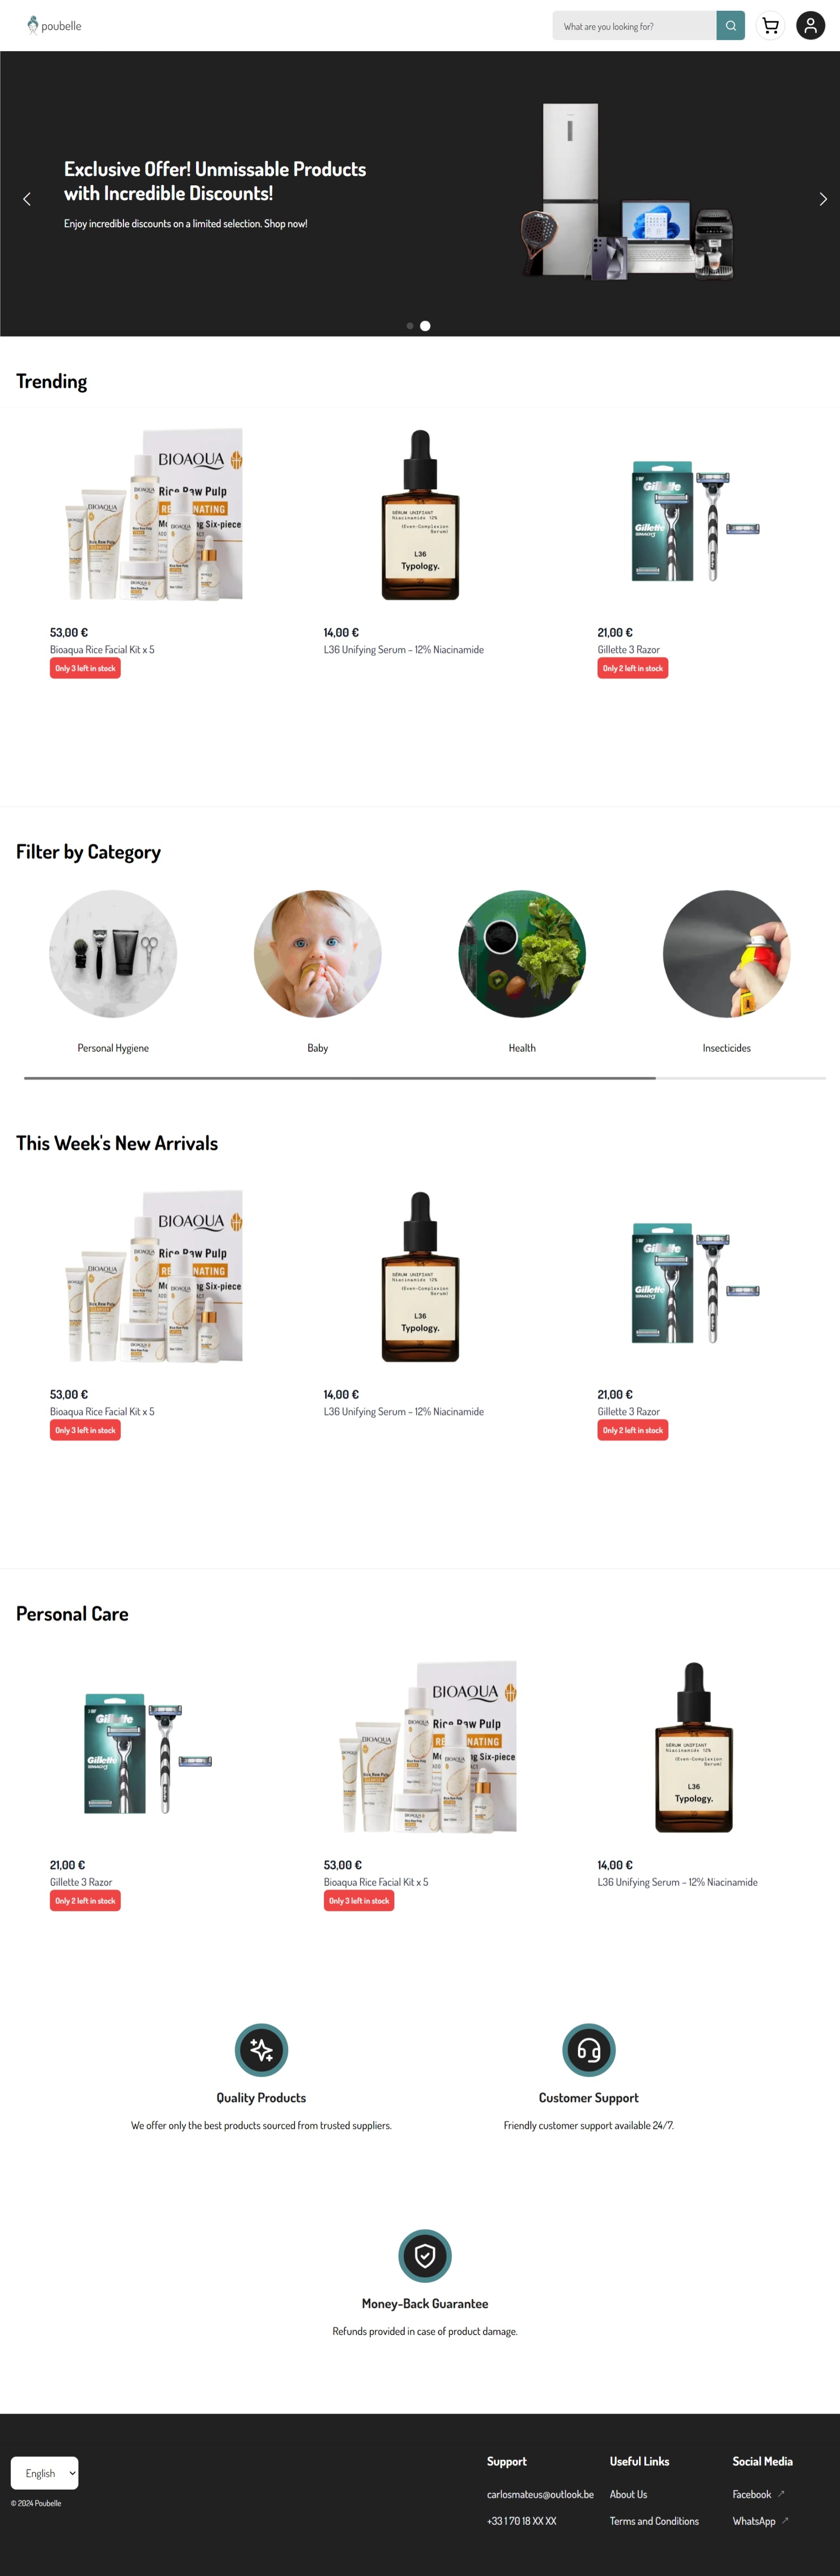 poubelle
What are you looking for?
Exclusive Offer! Unmissable Products
with Incredible Discounts!
Enjoy incredible discounts on a limited selection. Shop now!
Trending
BIOAQUA
Rice Raw Pulp
SÉRUM UNIFIANT
Niacinamide 12%
(Even-Complexion
Serum)
L36
Typology.
Gillette
53,00 €
Bioaqua Rice Facial Kit x 5
Only 3 left in stock
14,00 €
L36 Unifying Serum – 12% Niacinamide
21,00 €
Gillette 3 Razor
Only 2 left in stock
Filter by Category
Personal Hygiene
Baby
Health
Insecticides
This Week's New Arrivals
BIOAQUA
Rice Raw Pulp
SÉRUM UNIFIANT
Niacinamide 12%
(Even-Complexion
Serum)
L36
Typology.
Gillette
53,00 €
Bioaqua Rice Facial Kit x 5
Only 3 left in stock
14,00 €
L36 Unifying Serum – 12% Niacinamide
21,00 €
Gillette 3 Razor
Only 2 left in stock
Personal Care
Gillette
BIOAQUA
Rice Raw Pulp
SÉRUM UNIFIANT
Niacinamide 12%
(Even-Complexion
Serum)
L36
Typology.
21,00 €
Gillette 3 Razor
Only 2 left in stock
53,00 €
Bioaqua Rice Facial Kit x 5
Only 3 left in stock
14,00 €
L36 Unifying Serum – 12% Niacinamide
Quality Products
We offer only the best products sourced from trusted suppliers.
Customer Support
Friendly customer support available 24/7.
Money-Back Guarantee
Refunds provided in case of product damage.
English
© 2024 Poubelle
Support
carlosmateus@outlook.be
+33 1 70 18 XX XX
Useful Links
About Us
Terms and Conditions
Social Media
Facebook
WhatsApp